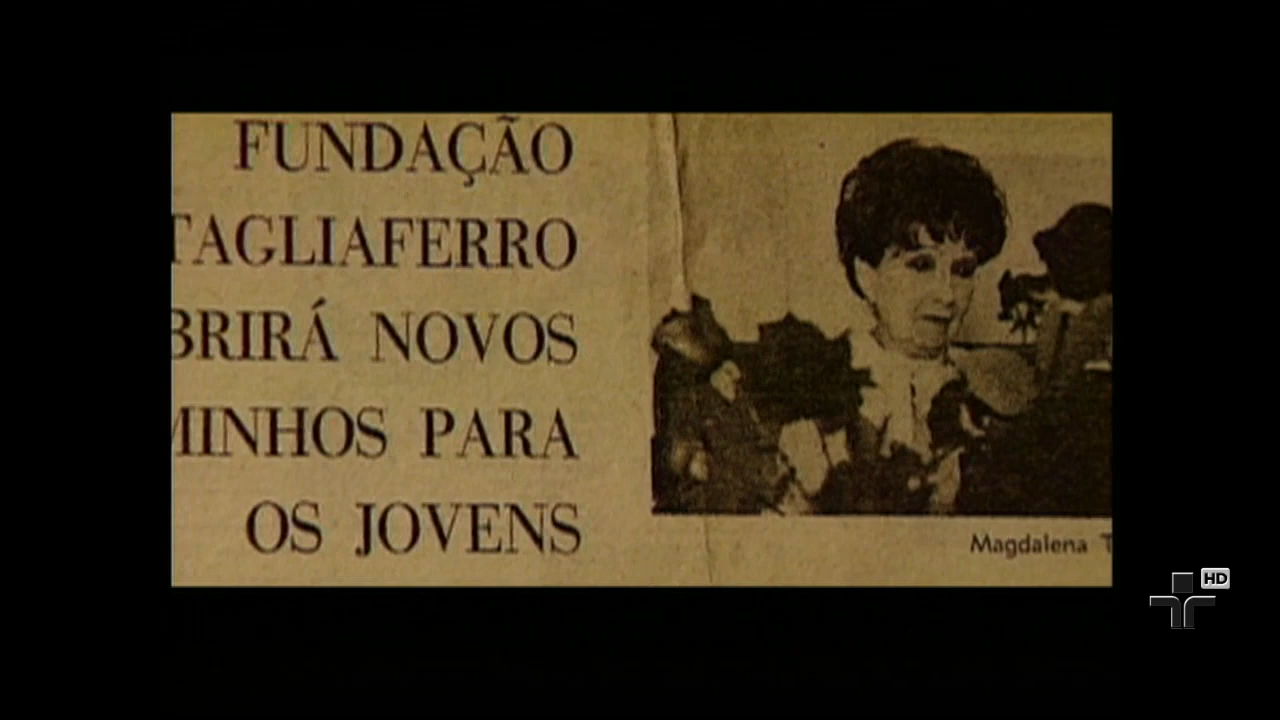 FUNDAÇÃO
TAGLIAFERRO
BRIRÁ NOVOS
MINHOS PARA
OS JOVENS
Magdalena T
HD